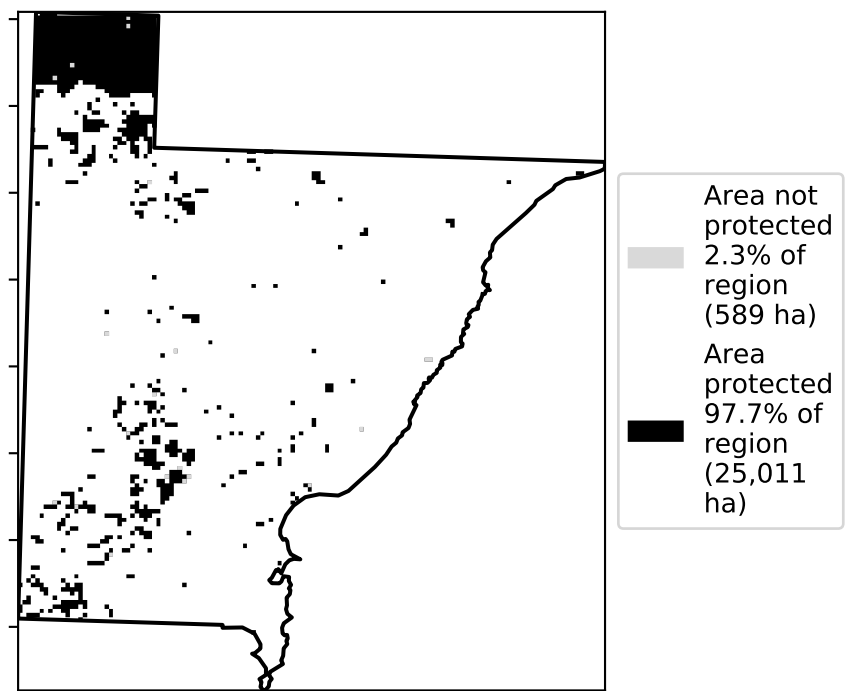 Area not
protected
2.3% of
region
(589 ha)
Area
protected
97.7% of
region
(25,011
ha)